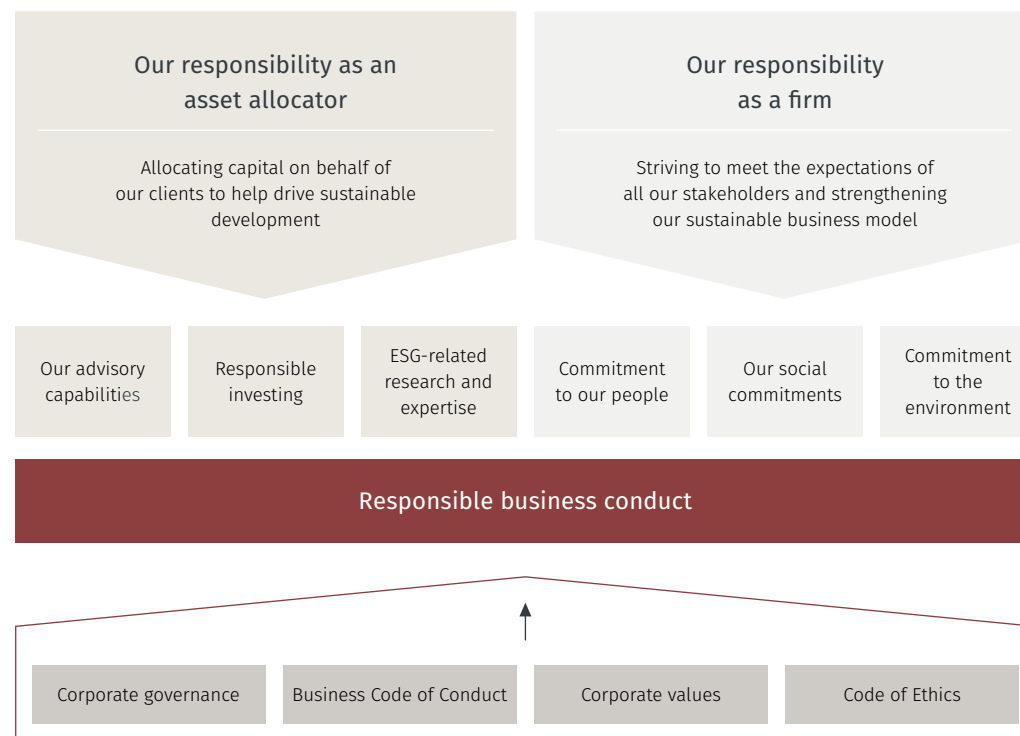 Our responsibility as an
asset allocator
Allocating capital on behalf of
our clients to help drive sustainable
development
Our responsibility
as a firm
Striving to meet the expectations of
all our stakeholders and strengthening
our sustainable business model
Our advisory
capabilities
Responsible
investing
ESG-related
research and
expertise
Commitment
to our people
Our social
commitments
Commitment
to the
environment
Responsible business conduct
Corporate governance
Business Code of Conduct
Corporate values
Code of Ethics